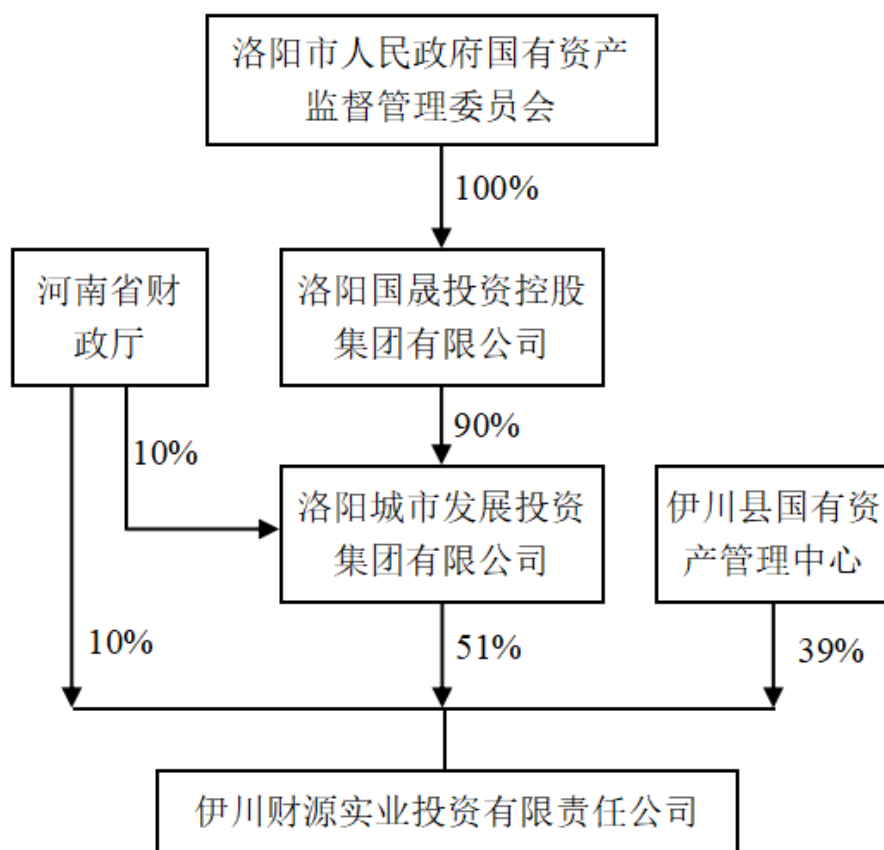 洛阳市人民政府国有资产
监督管理委员会
100%
河南省财
政厅
洛阳国晟投资控股
集团有限公司
10%
90%
洛阳城市发展投资
集团有限公司
伊川县国有资
产管理中心
10%
51%
39%
伊川财源实业投资有限责任公司